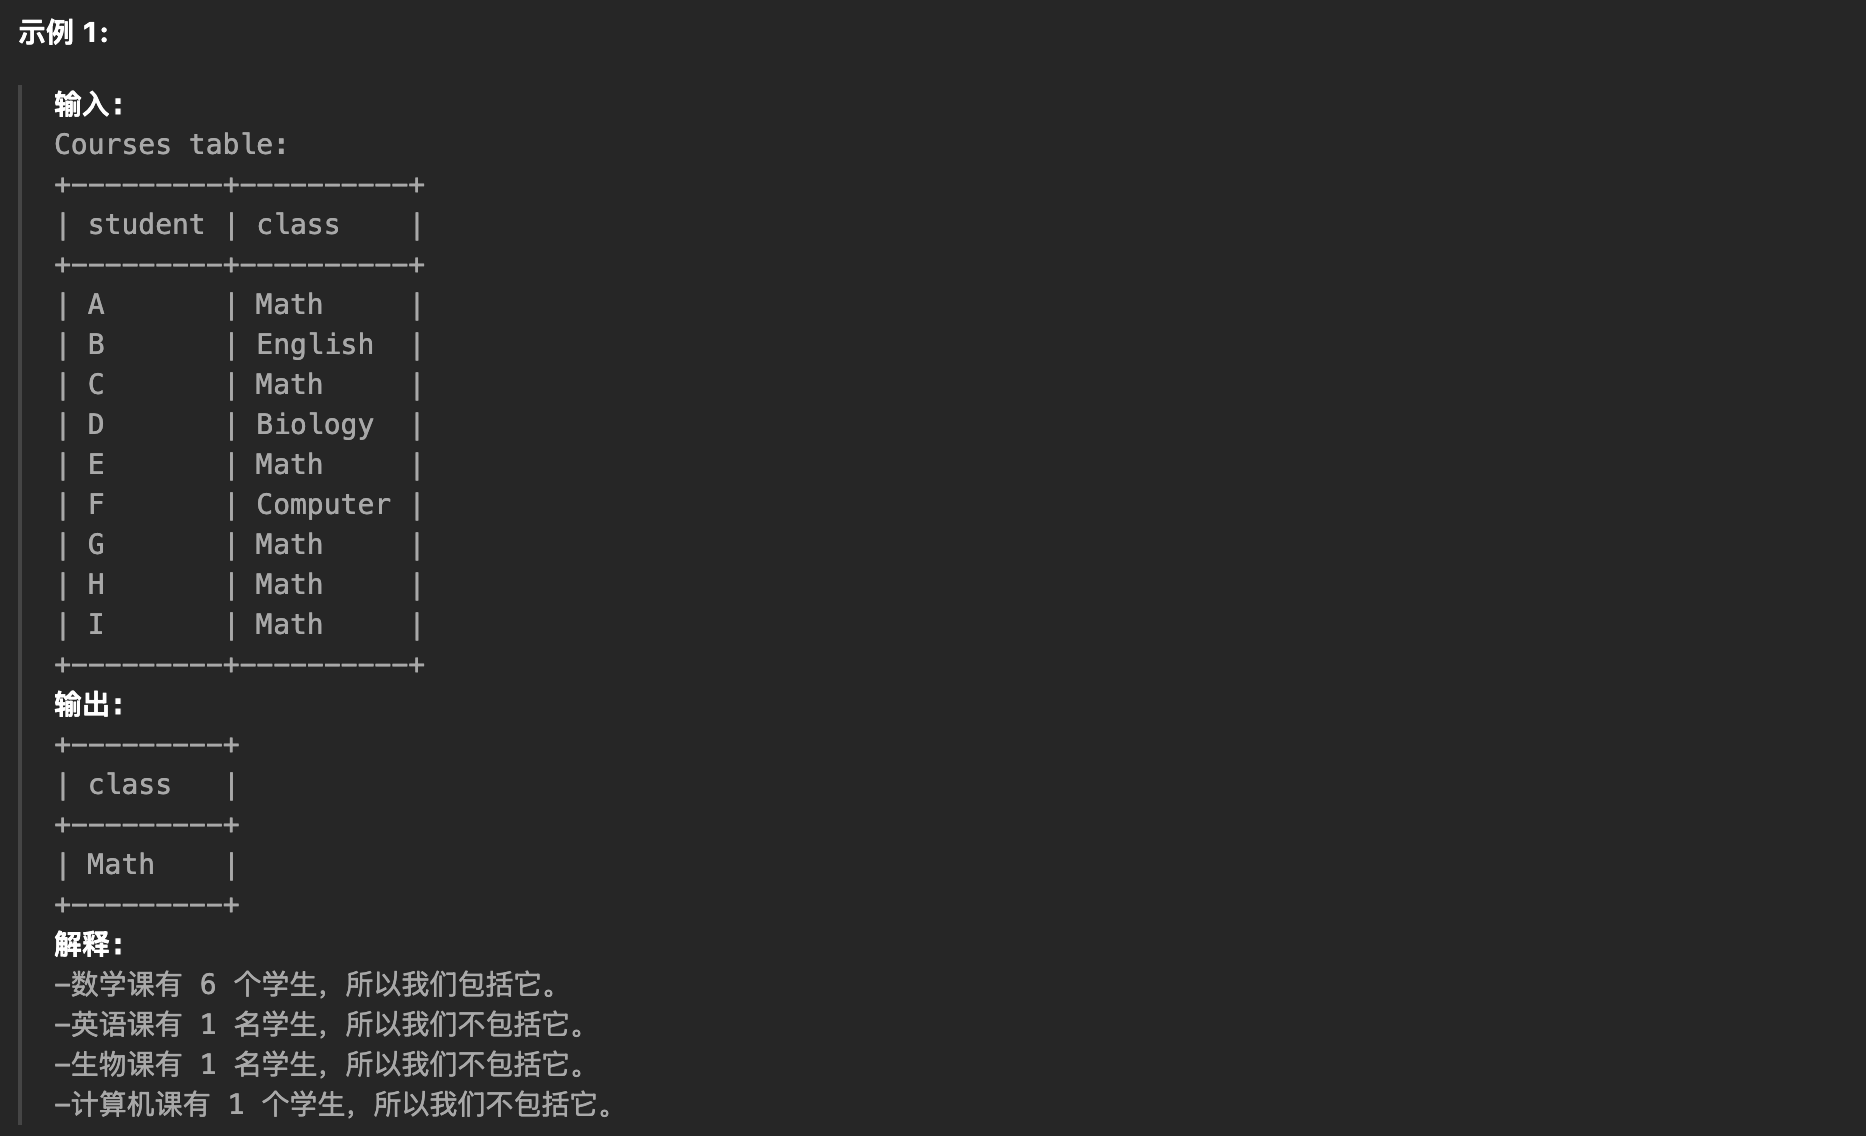 示例 1:
输入:
Courses table:
+---------+----------+
| student | class    |
+---------+----------+
| A       | Math     |
| B       | English  |
| C       | Math     |
| D       | Biology  |
| E       | Math     |
| F       | Computer |
| G       | Math     |
| H       | Math     |
| I       | Math     |
+---------+----------+
输出:
+---------+
| class   |
+---------+
| Math    |
+---------+
解释:
-数学课有 6 个学生，所以我们包括它。
-英语课有 1 名学生，所以我们不包括它。
-生物课有 1 名学生，所以我们不包括它。
-计算机课有 1 个学生，所以我们不包括它。